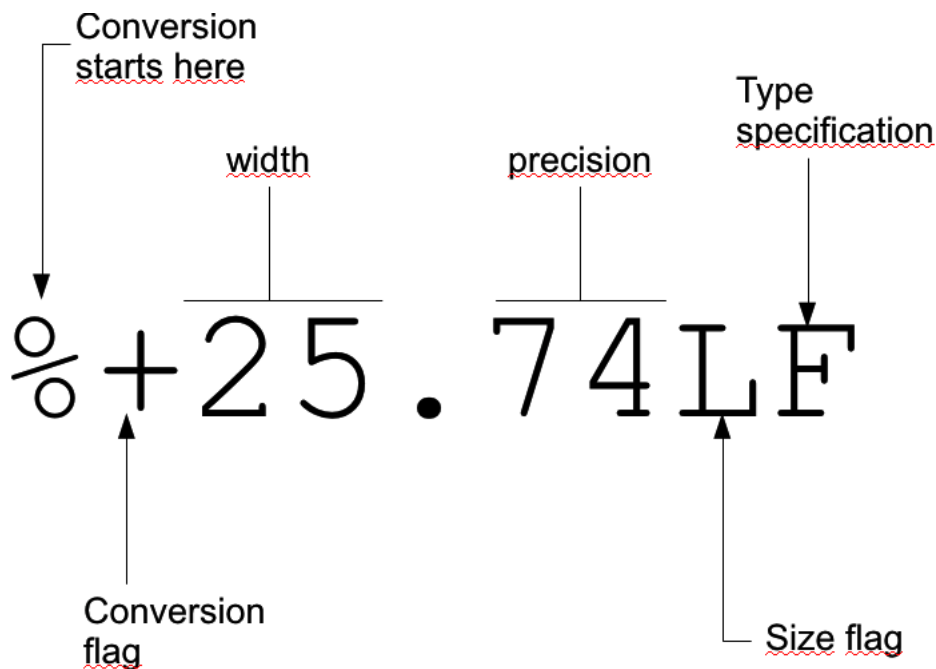 Conversion
starts here
Type
specification
width
precision
%+25.74LF
Conversion
flag
Size flag